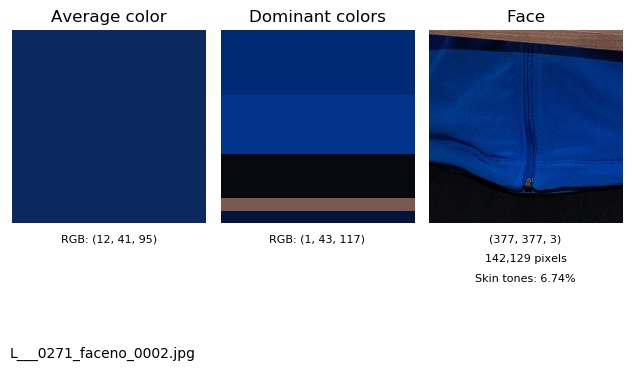 Average color
Dominant colors
Face
RGB: (12, 41, 95)
RGB: (1, 43, 117)
(377, 377, 3)
142,129 pixels
Skin tones: 6.74%
L___0271_faceno_0002.jpg